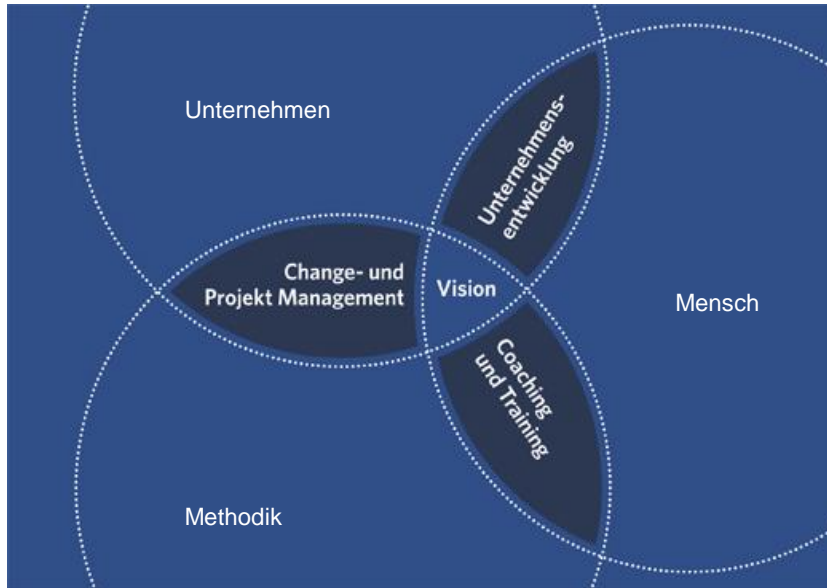 Unternehmen
Unternehmens-
entwicklung
Change- und
Projekt Management
Vision
Mensch
Coaching
und Training
Methodik